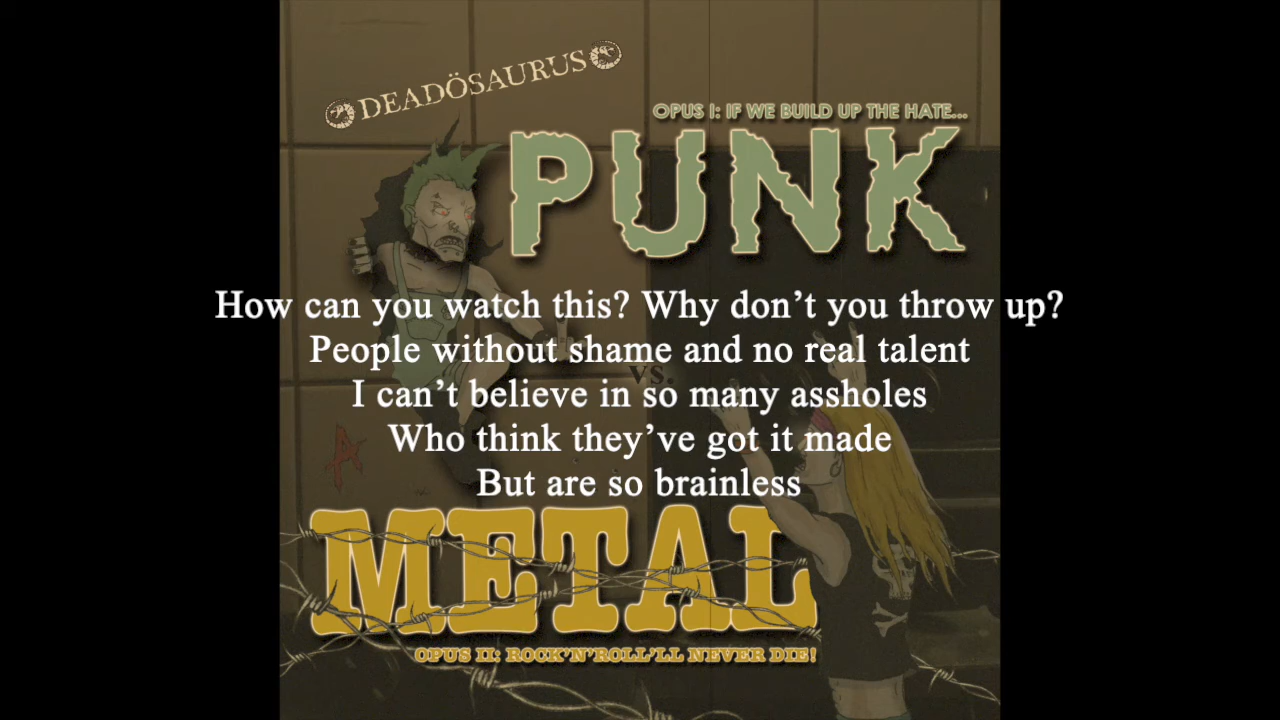 DEADÖSAURUS
OPUS I: IF WE BUILD UP THE HATE...
PUNK
How can you watch this? Why don’t you throw up?
People without shame and no real talent
vs.
I can’t believe in so many assholes
Who think they’ve got it made
But are so brainless
METAL
OPUS II: ROCK’N’ROLL’LL NEVER DIE!